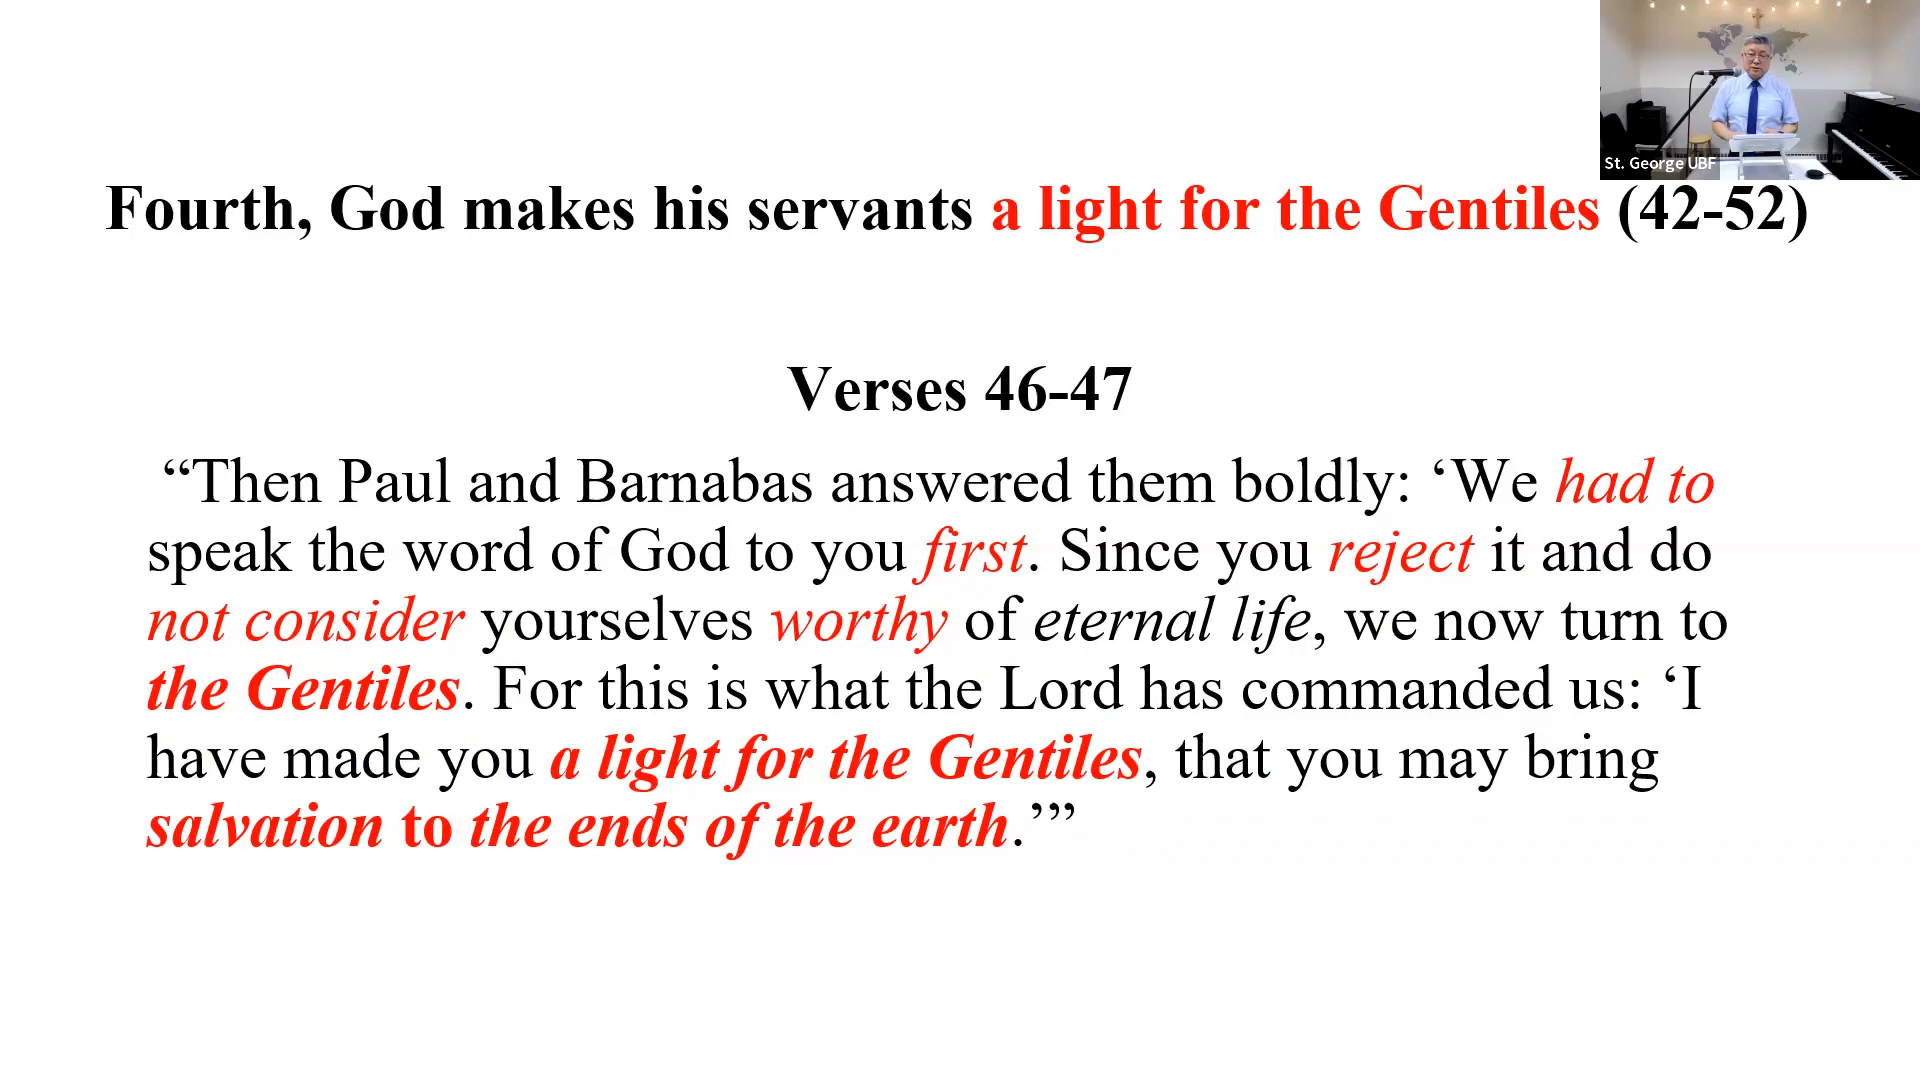 St. George UBF
Fourth, God makes his servants a light for the Gentiles (42-52)
Verses 46-47
“Then Paul and Barnabas answered them boldly: ‘We had to
speak the word of God to you first. Since you reject it and do
not consider yourselves worthy of eternal life, we now turn to
the Gentiles. For this is what the Lord has commanded us: ‘I
have made you a light for the Gentiles, that you may bring
salvation to the ends of the earth.’”’